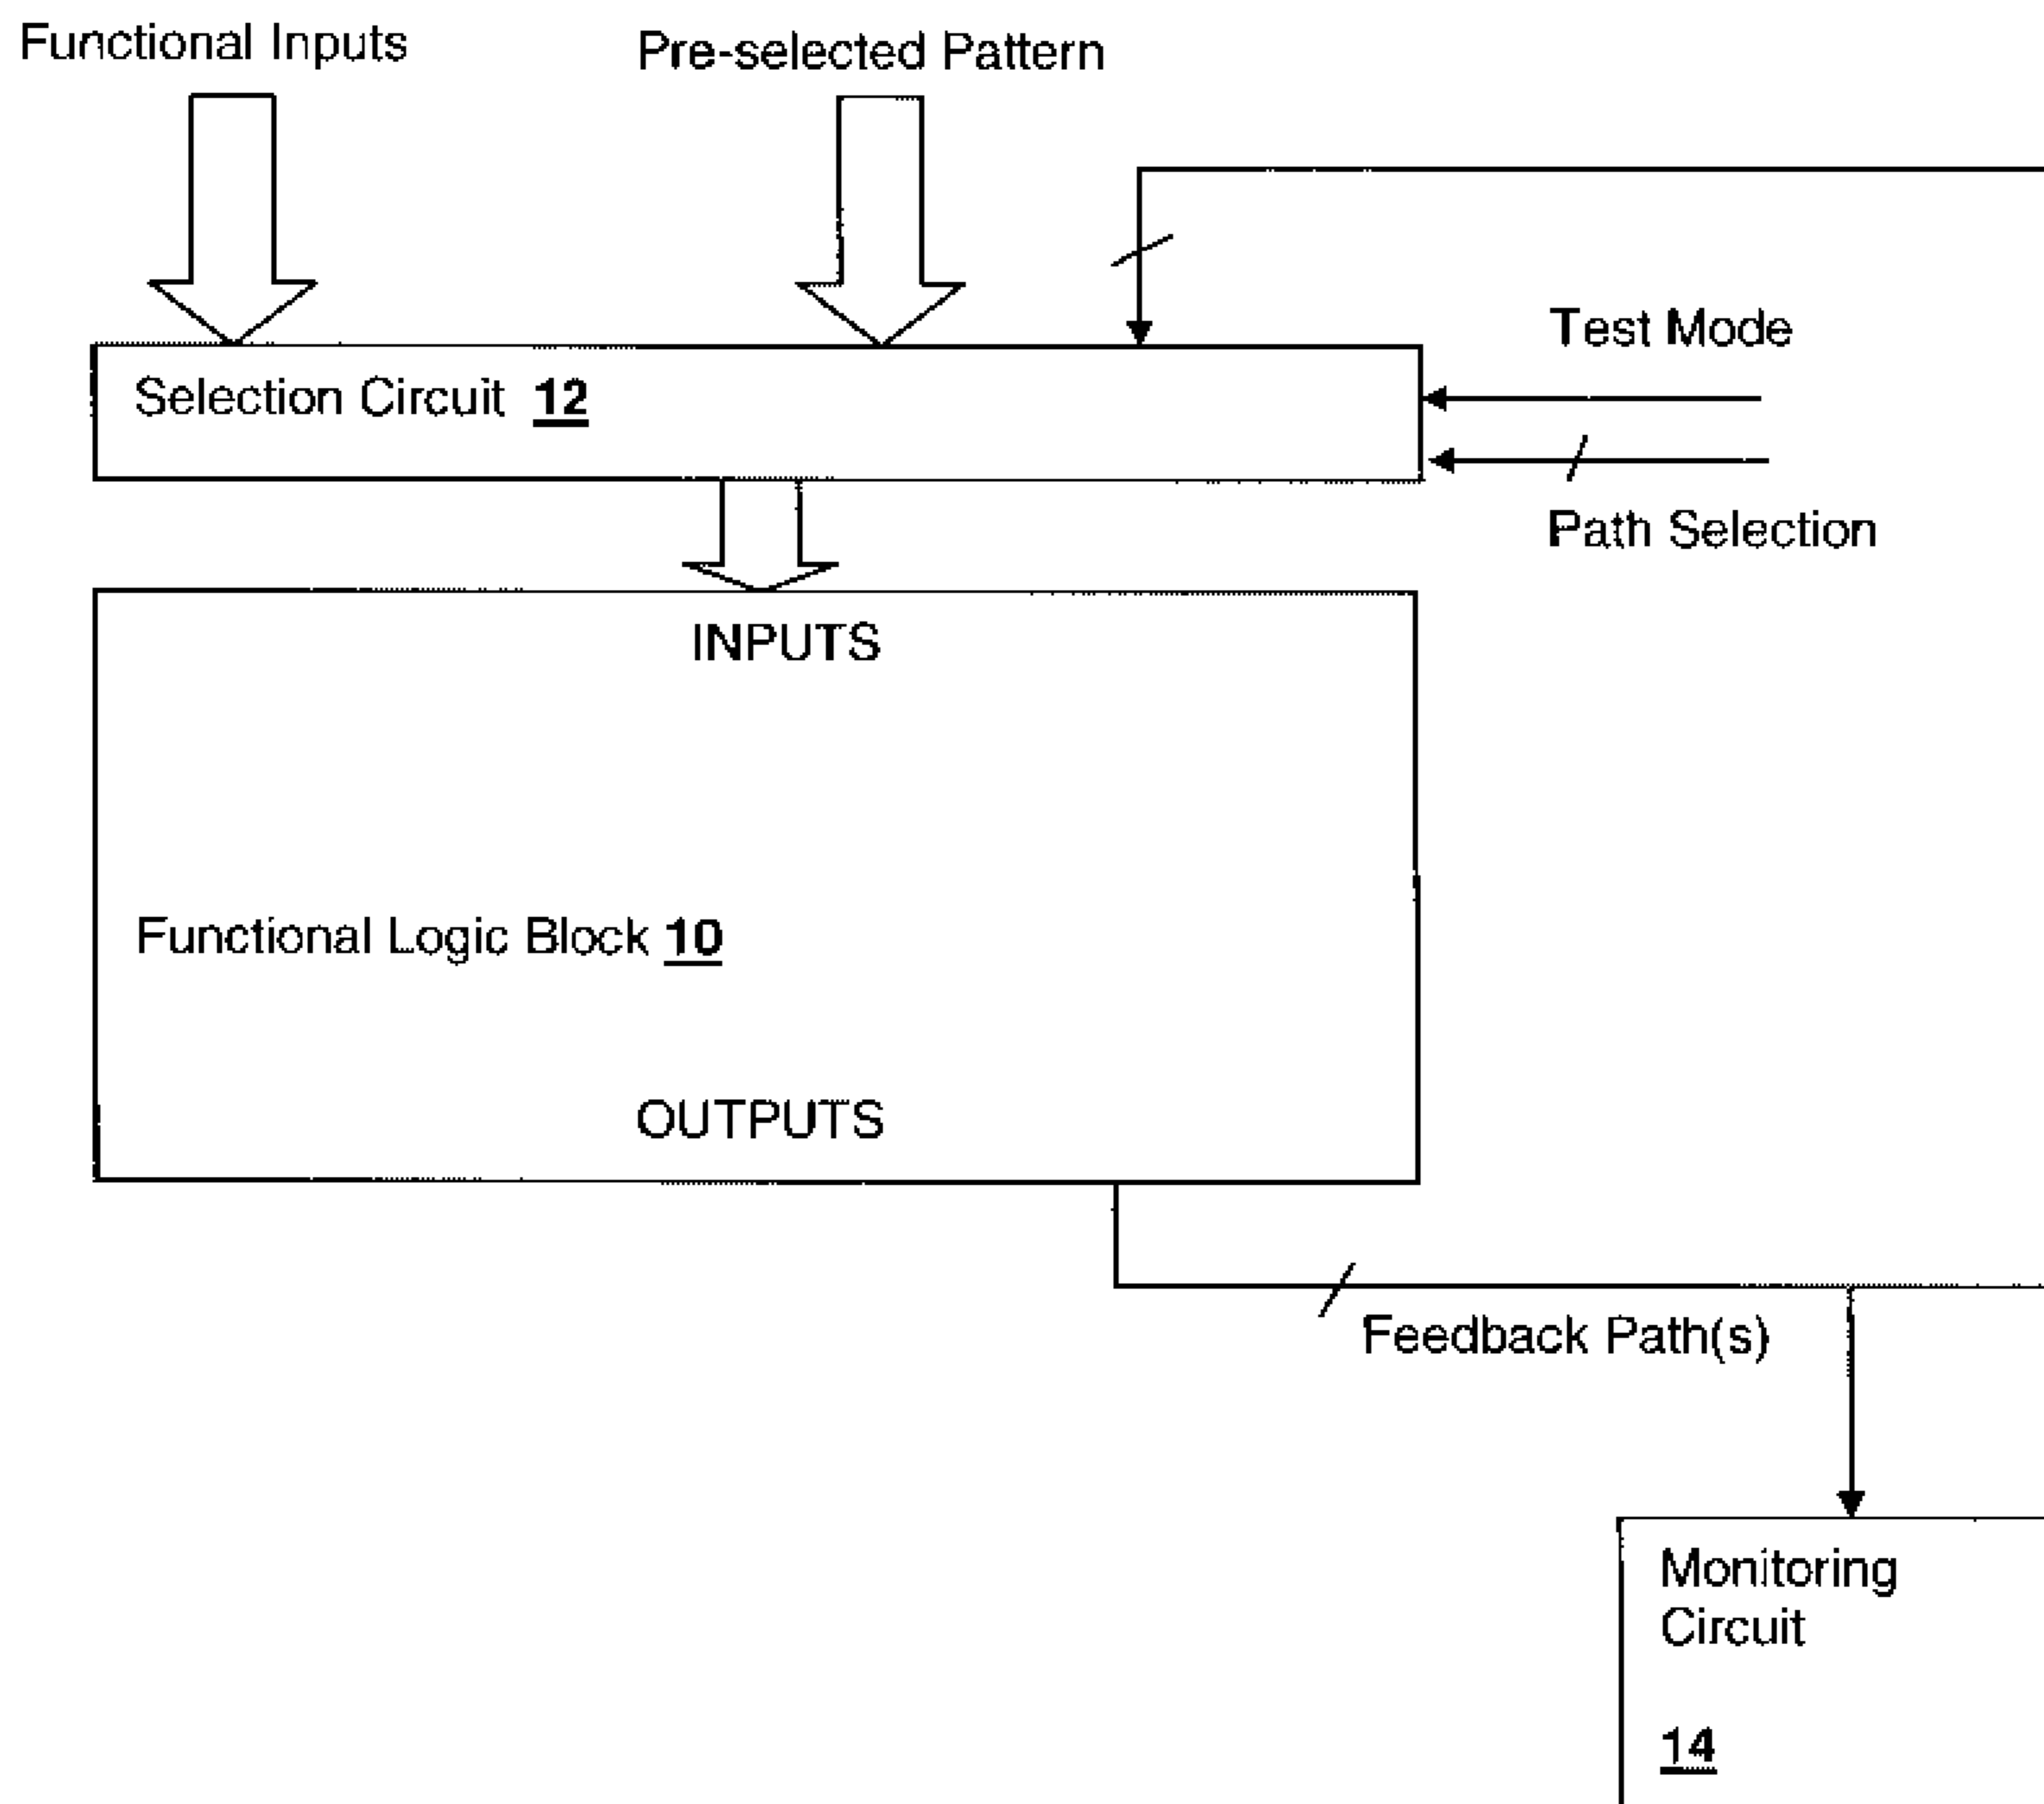 Functional Inputs
Pre-selected Pattern
Test Mode
Selection Circuit 12
Path Selection
INPUTS
Functional Logic Block 10
OUTPUTS
Feedback Path(s)
Monitoring
Circuit
14